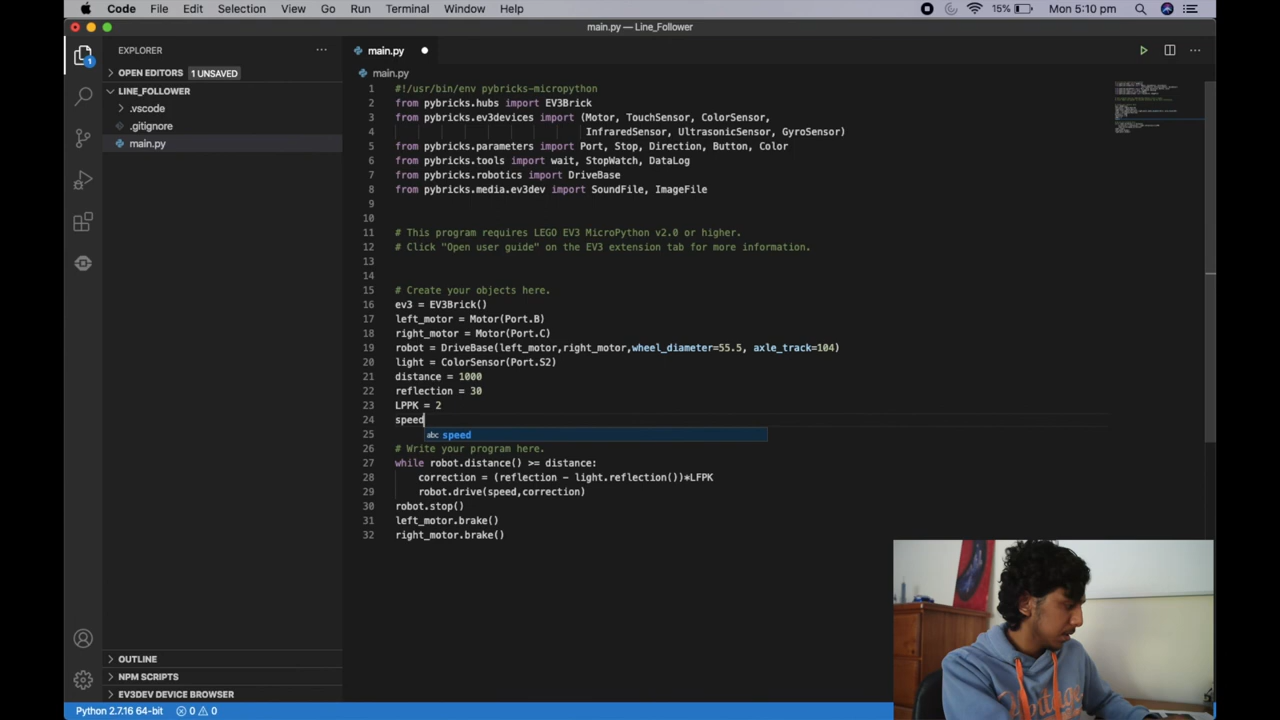 Code File Edit Selection View Go Run Terminal Window Help 15% Mon 5:10 pm
main.py — Line_Follower
EXPLORER
main.py
OPEN EDITORS 1 UNSAVED
LINE_FOLLOWER
.vscode
.gitignore
main.py
1
main.py
1 #!/usr/bin/env pybricks-micropython
2 from pybricks.hubs import EV3Brick
3 from pybricks.ev3devices import (Motor, TouchSensor, ColorSensor,
4 InfraredSensor, UltrasonicSensor, GyroSensor)
5 from pybricks.parameters import Port, Stop, Direction, Button, Color
6 from pybricks.tools import wait, StopWatch, DataLog
7 from pybricks.robotics import DriveBase
8 from pybricks.media.ev3dev import SoundFile, ImageFile
9
10
11 # This program requires LEGO EV3 MicroPython v2.0 or higher.
12 # Click "Open user guide" on the EV3 extension tab for more information.
13
14
15 # Create your objects here.
16 ev3 = EV3Brick()
17 left_motor = Motor(Port.B)
18 right_motor = Motor(Port.C)
19 robot = DriveBase(left_motor,right_motor,wheel_diameter=55.5, axle_track=104)
20 light = ColorSensor(Port.S2)
21 distance = 1000
22 reflection = 30
23 LPPK = 2
24 speed
25 abc speed
26 # Write your program here.
27 while robot.distance() >= distance:
28 correction = (reflection - light.reflection())*LFPK
29 robot.drive(speed,correction)
30 robot.stop()
31 left_motor.brake()
32 right_motor.brake()
OUTLINE
NPM SCRIPTS
EV3DEV DEVICE BROWSER
Python 2.7.16 64-bit 0 0